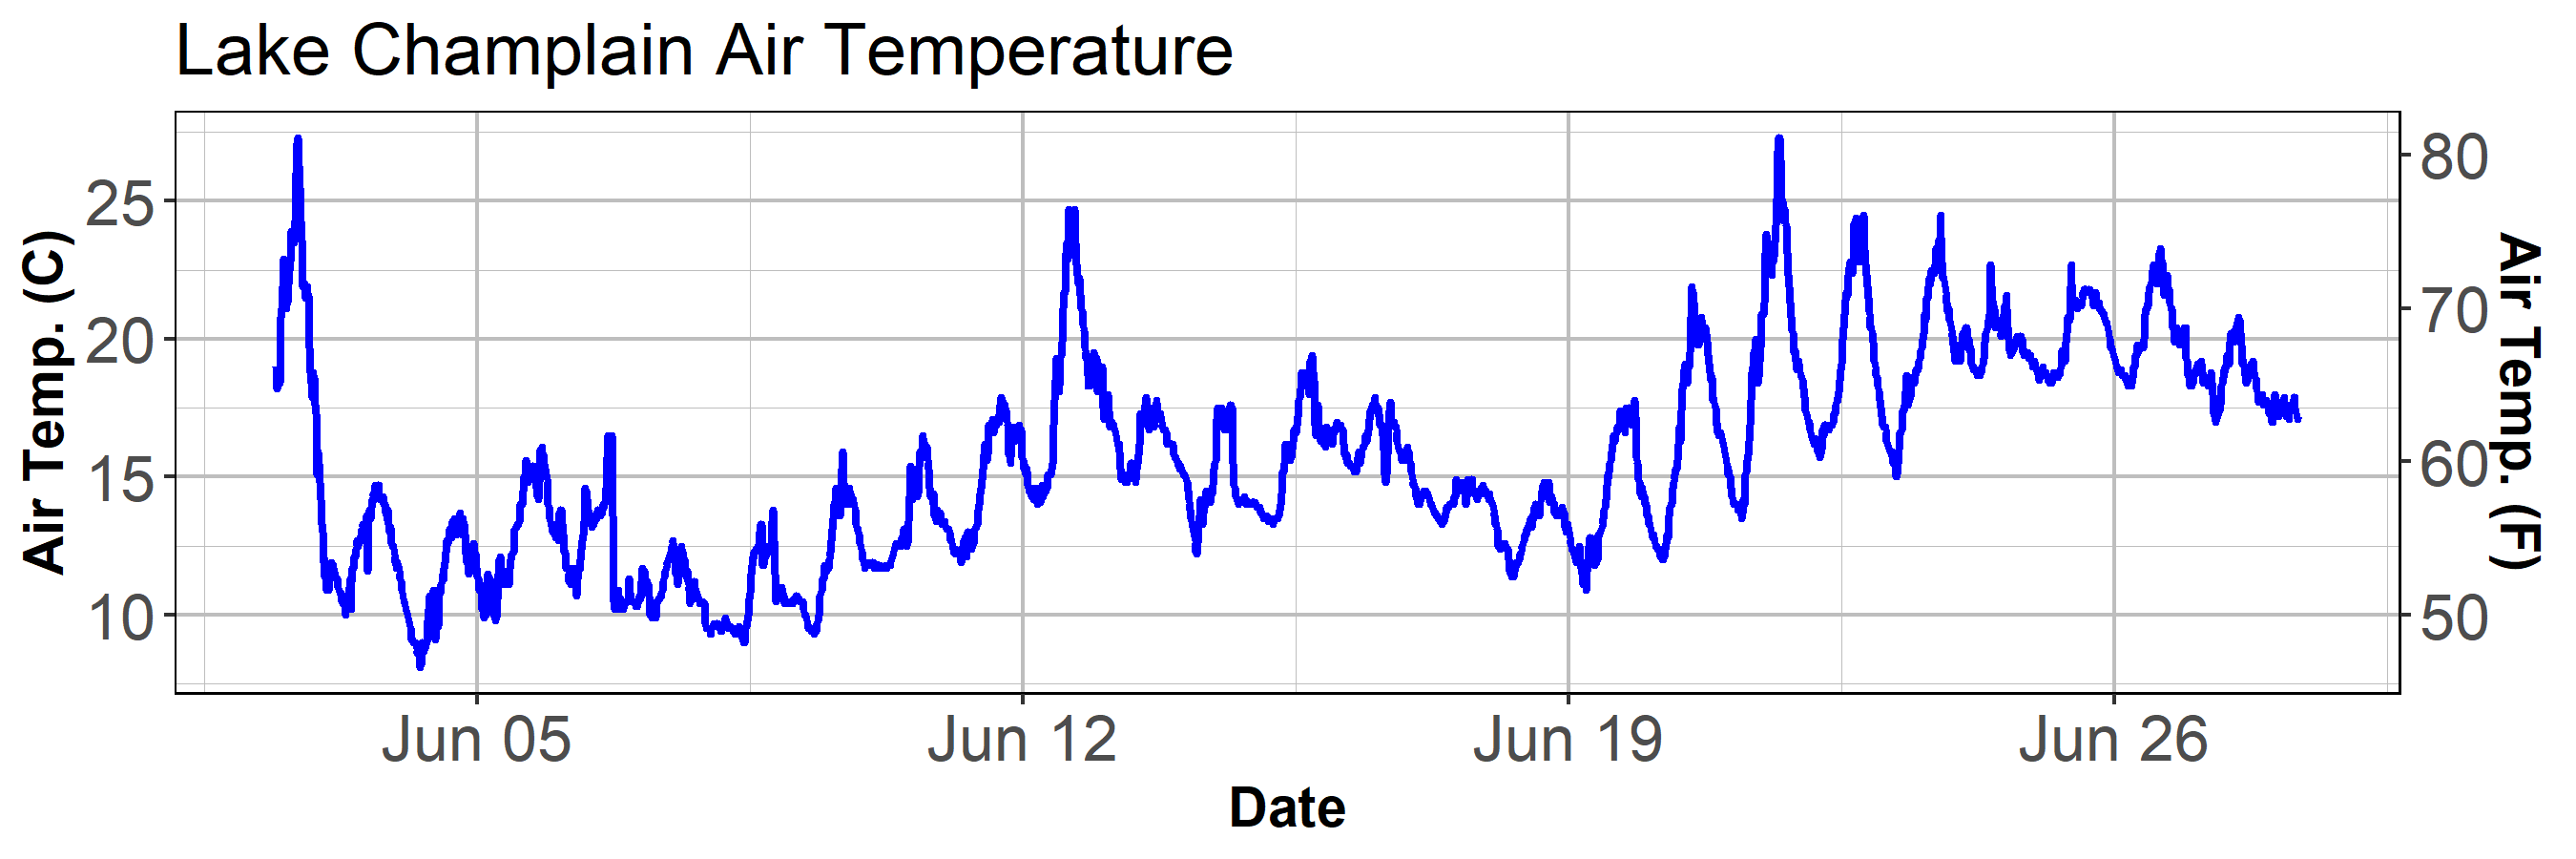 Lake Champlain Air Temperature
Air Temp. (C)
25
20
15
10
80
70
60
50
Air Temp. (F)
Jun 05 Jun 12 Jun 19 Jun 26
Date